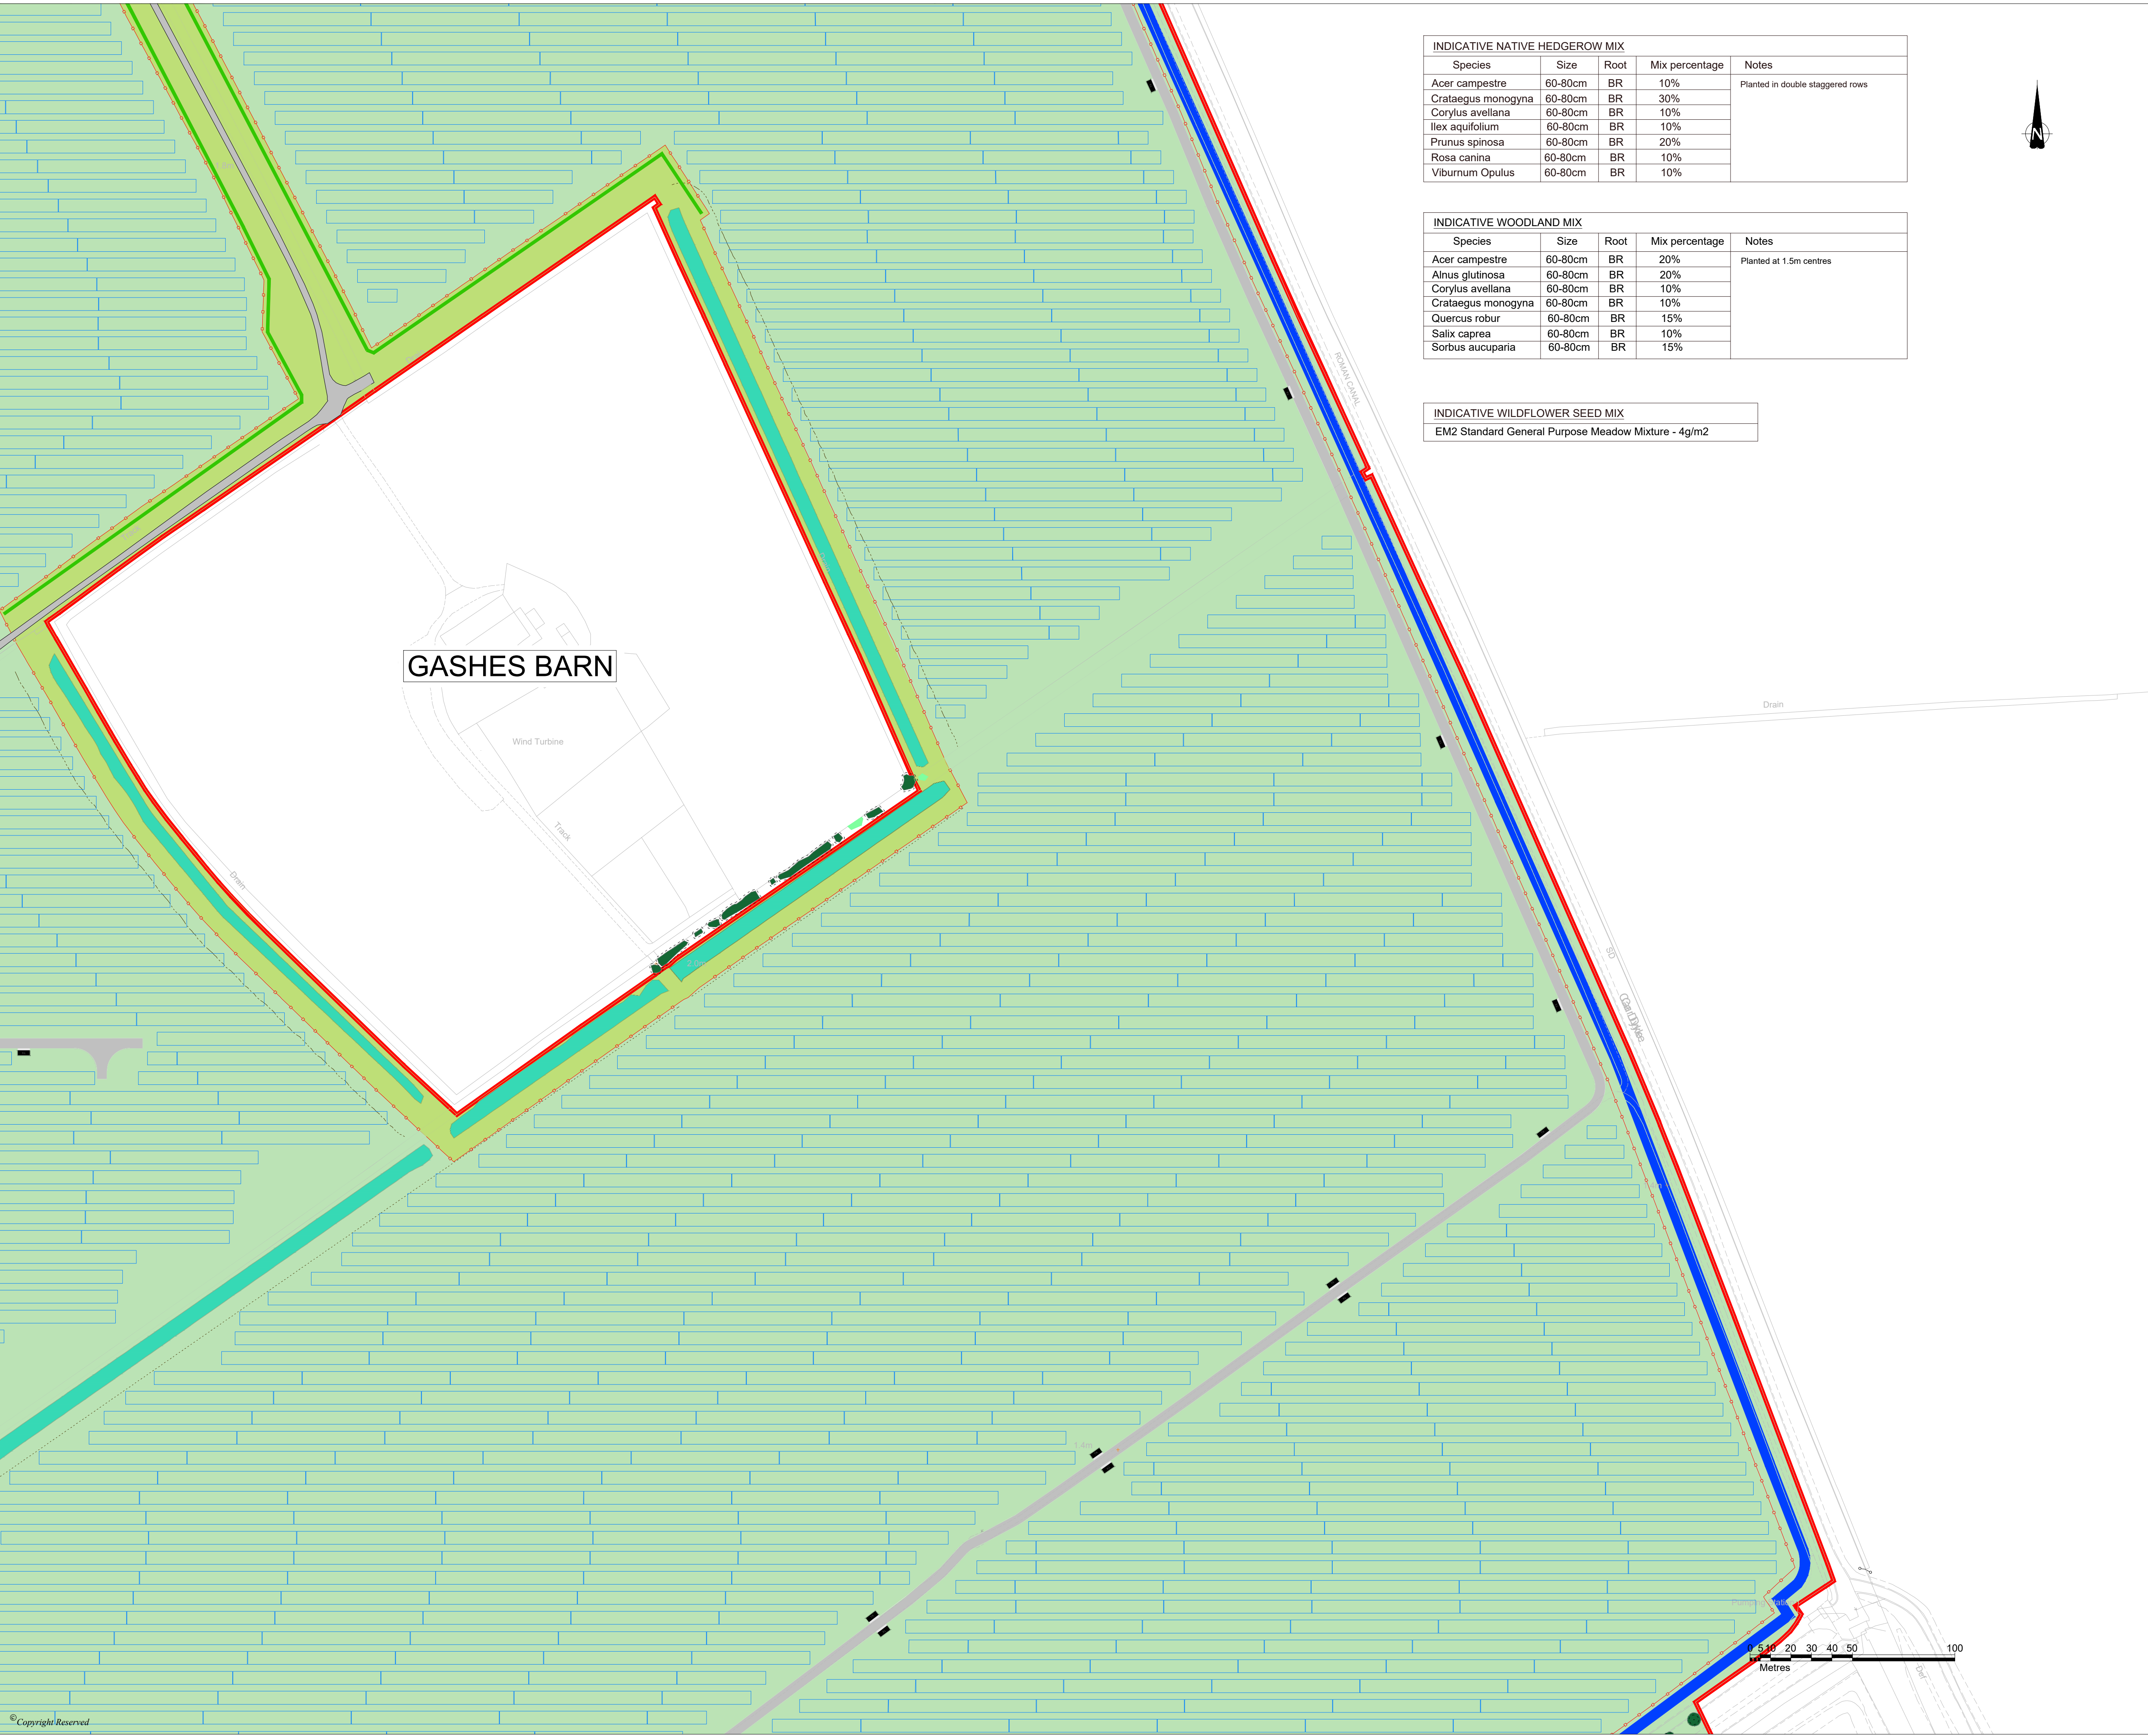 INDICATIVE NATIVE HEDGEROW MIX
Species Size Root Mix percentage Notes
Acer campestre 60-80cm BR 10% Planted in double staggered rows
Crataegus monogyna 60-80cm BR 30%
Corylus avellana 60-80cm BR 10%
Ilex aquifolium 60-80cm BR 10%
Prunus spinosa 60-80cm BR 20%
Rosa canina 60-80cm BR 10%
Viburnum Opulus 60-80cm BR 10%
N
INDICATIVE WOODLAND MIX
Species Size Root Mix percentage Notes
Acer campestre 60-80cm BR 20% Planted at 1.5m centres
Alnus glutinosa 60-80cm BR 20%
Corylus avellana 60-80cm BR 10%
Crataegus monogyna 60-80cm BR 10%
Quercus robur 60-80cm BR 15%
Salix caprea 60-80cm BR 10%
Sorbus aucuparia 60-80cm BR 15%
INDICATIVE WILDFLOWER SEED MIX
EM2 Standard General Purpose Meadow Mixture - 4g/m2
ROMAN CANAL
GASHES BARN
Wind Turbine
Drain
Track
Drain
SD
Car Dyke
1.4m
0 5 10 20 30 40 50 100
Metres
Def
©Copyright Reserved